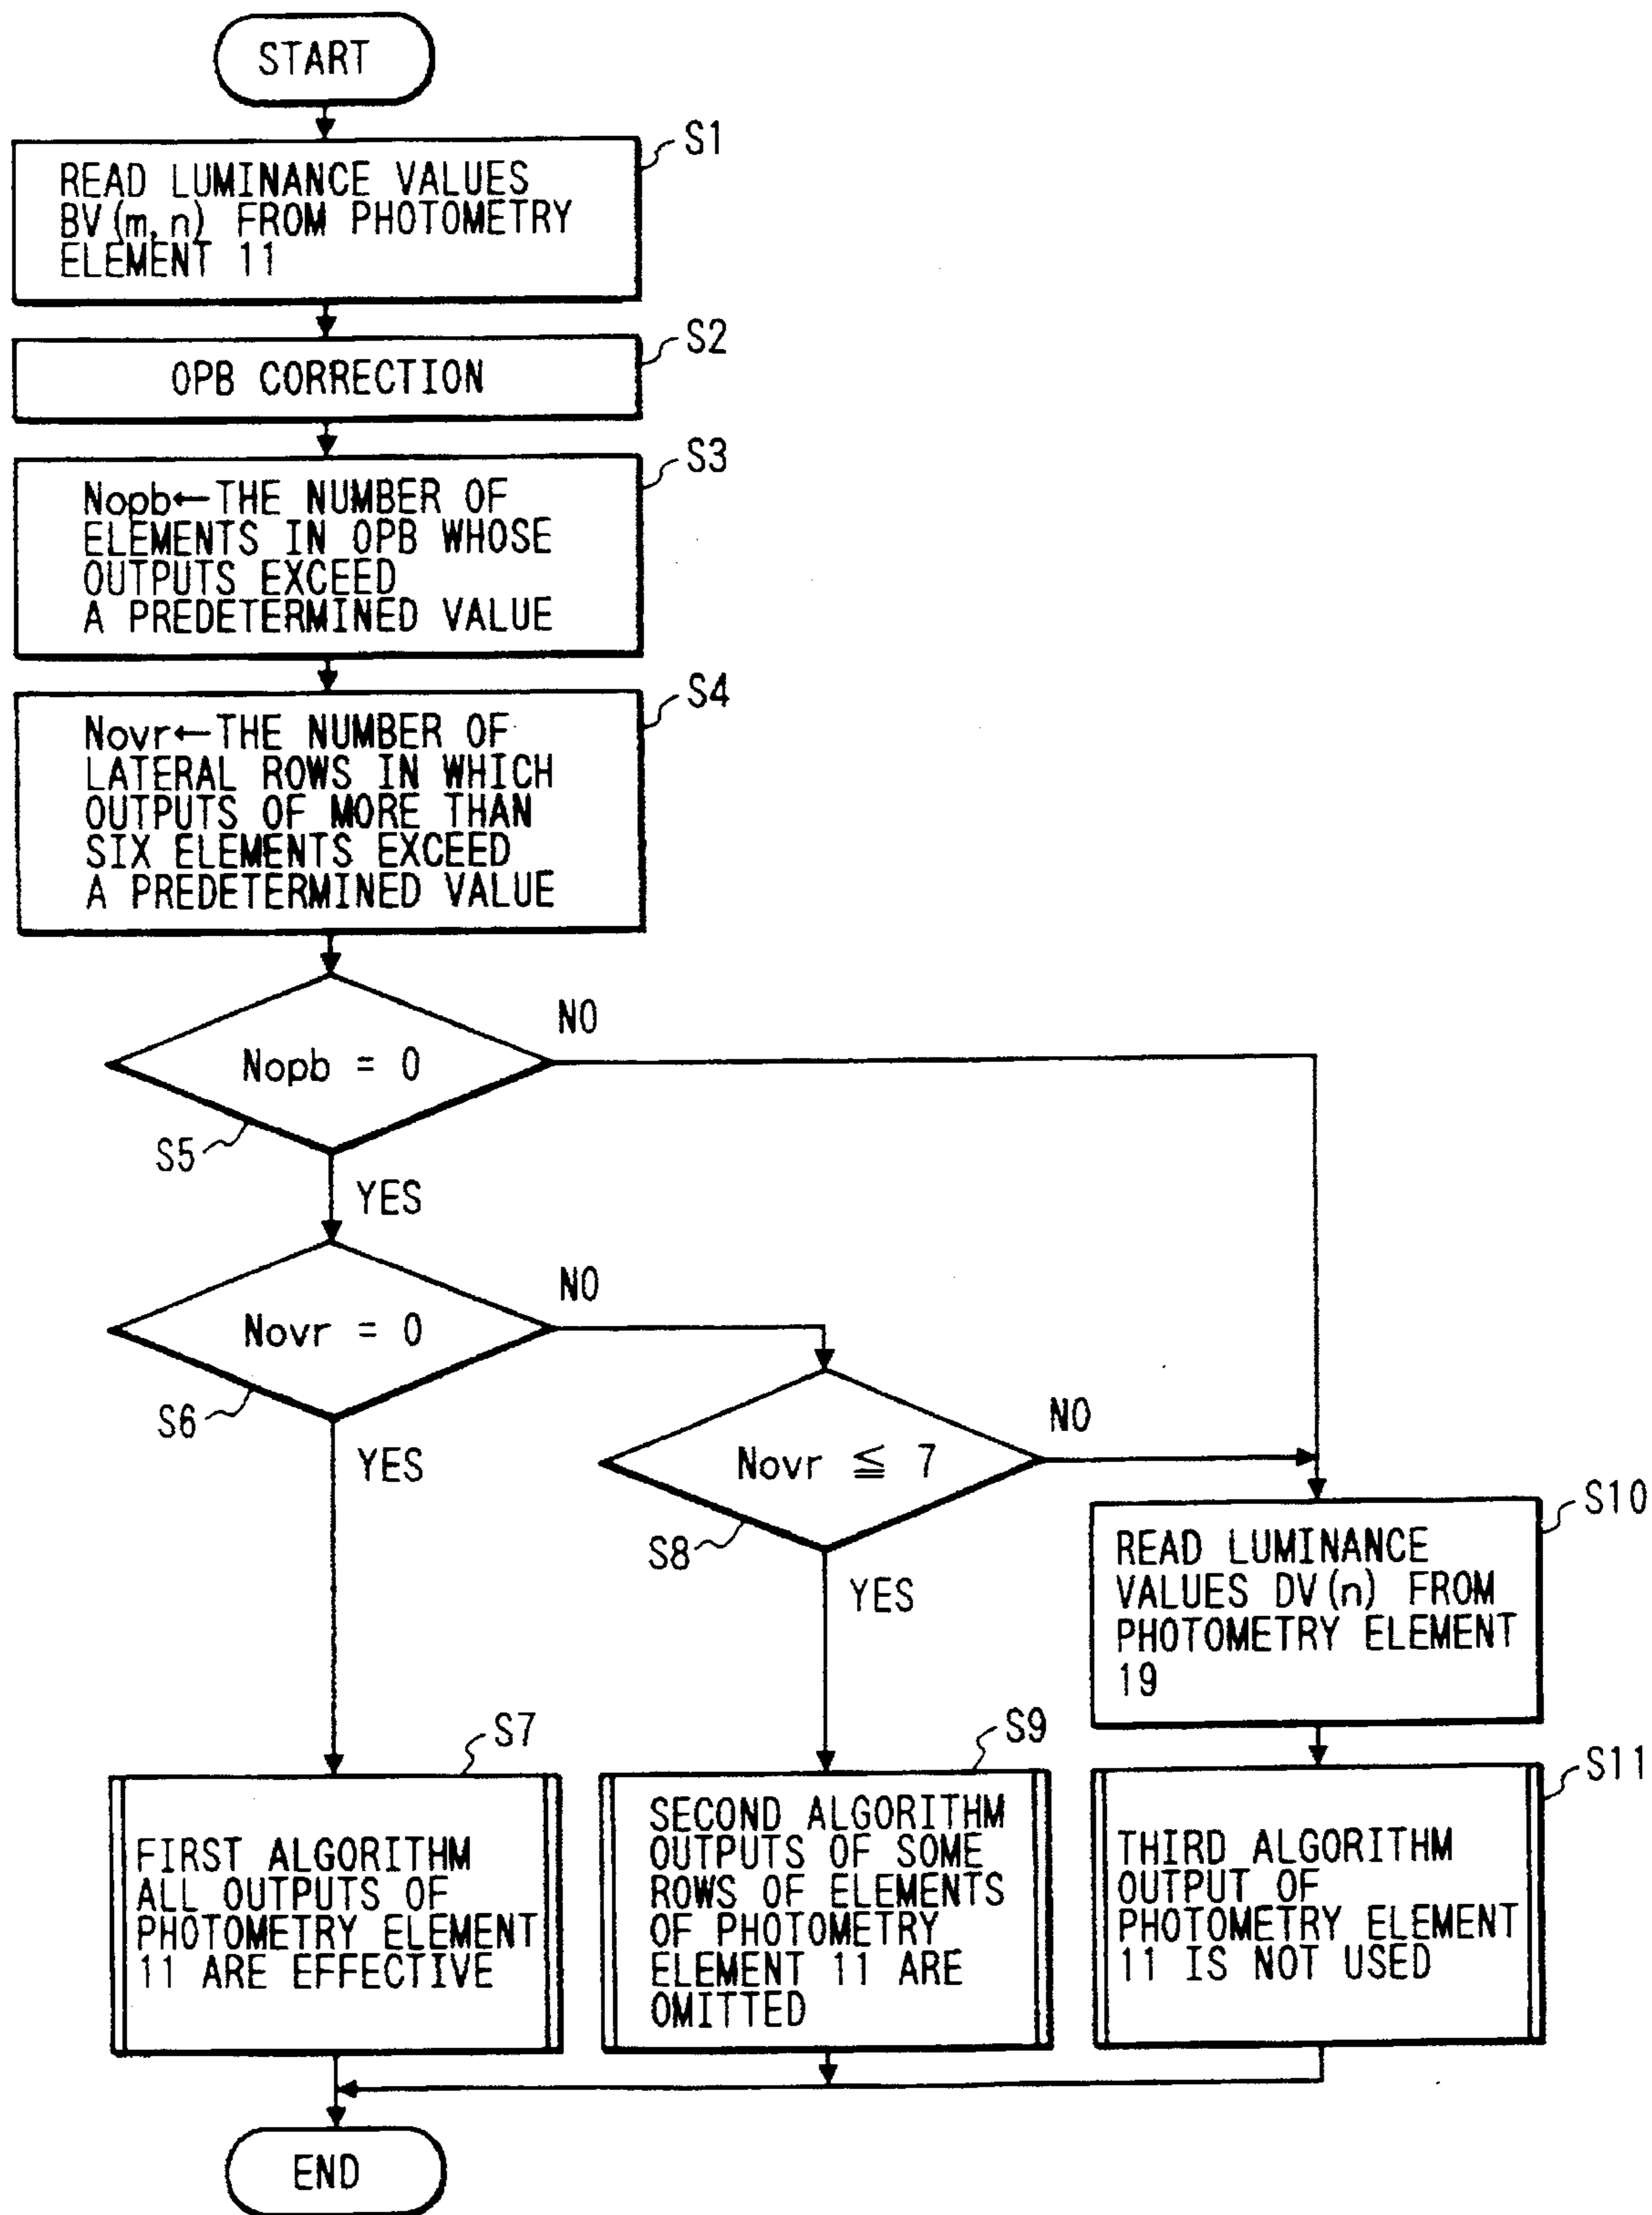 START
S1
READ LUMINANCE VALUES
BV(m,n) FROM PHOTOMETRY
ELEMENT 11
S2
OPB CORRECTION
S3
Nopb←THE NUMBER OF
ELEMENTS IN OPB WHOSE
OUTPUTS EXCEED
A PREDETERMINED VALUE
S4
Novr←THE NUMBER OF
LATERAL ROWS IN WHICH
OUTPUTS OF MORE THAN
SIX ELEMENTS EXCEED
A PREDETERMINED VALUE
NO
Nopb = 0
S5
YES
NO
Novr = 0
S6
YES
NO
Novr ≦ 7
S8
YES
S10
READ LUMINANCE
VALUES DV(n) FROM
PHOTOMETRY ELEMENT
19
S7
FIRST ALGORITHM
ALL OUTPUTS OF
PHOTOMETRY ELEMENT
11 ARE EFFECTIVE
S9
SECOND ALGORITHM
OUTPUTS OF SOME
ROWS OF ELEMENTS
OF PHOTOMETRY
ELEMENT 11 ARE
OMITTED
S11
THIRD ALGORITHM
OUTPUT OF
PHOTOMETRY ELEMENT
11 IS NOT USED
END